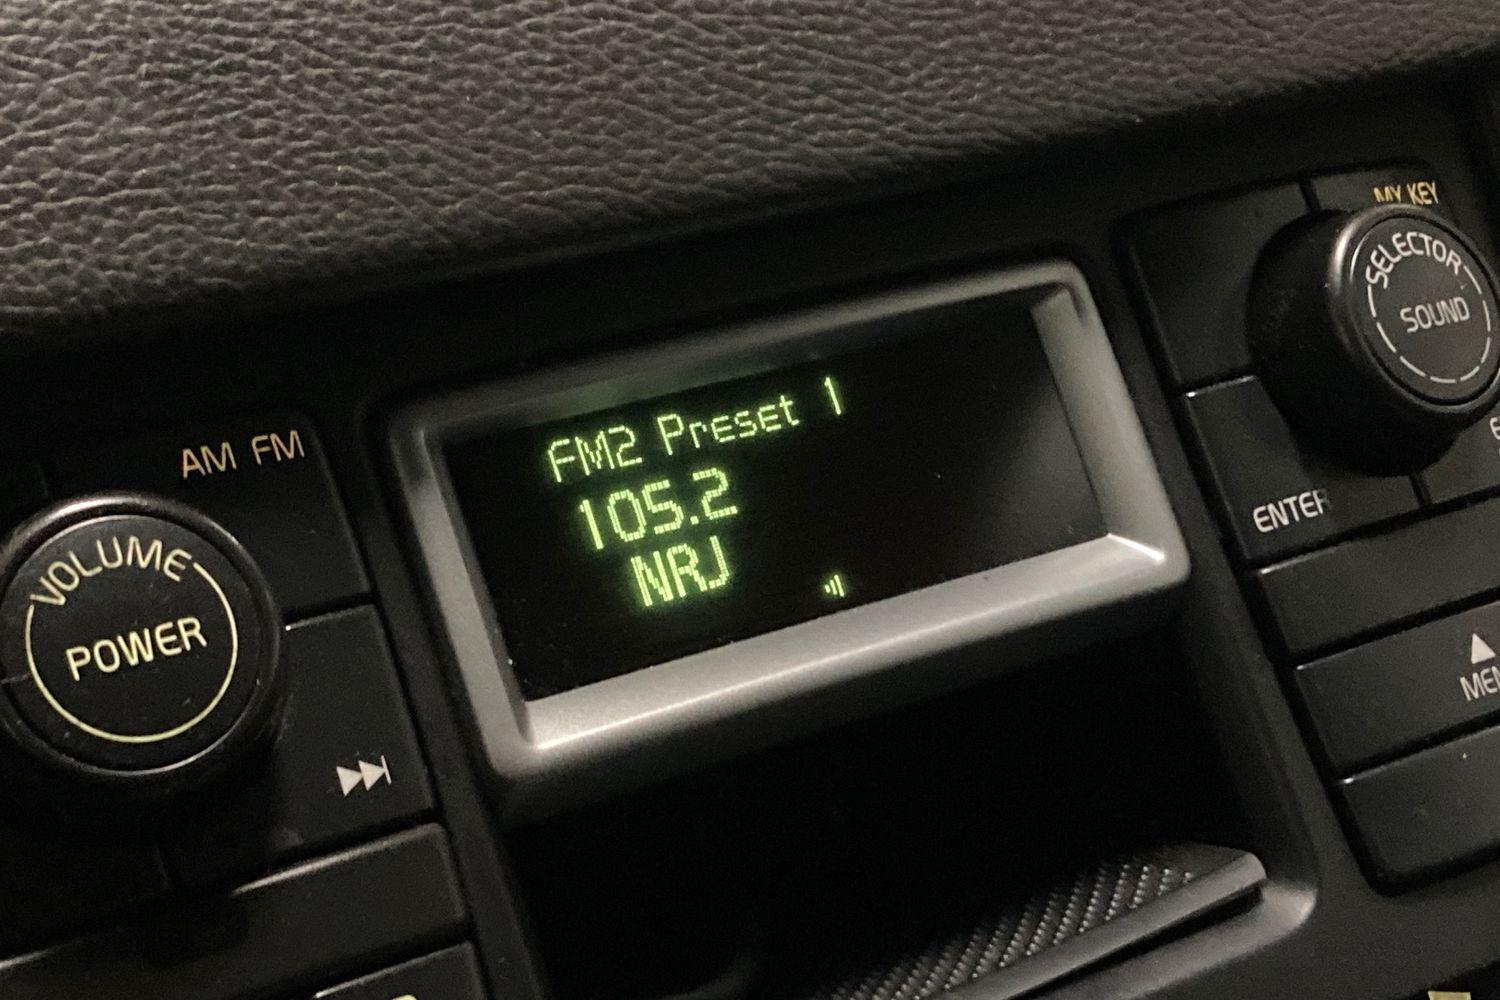 MY KEY
SELECTOR
SOUND
AM FM
FM2 Preset 1
105.2
NRJ
VOLUME
POWER
ENTER